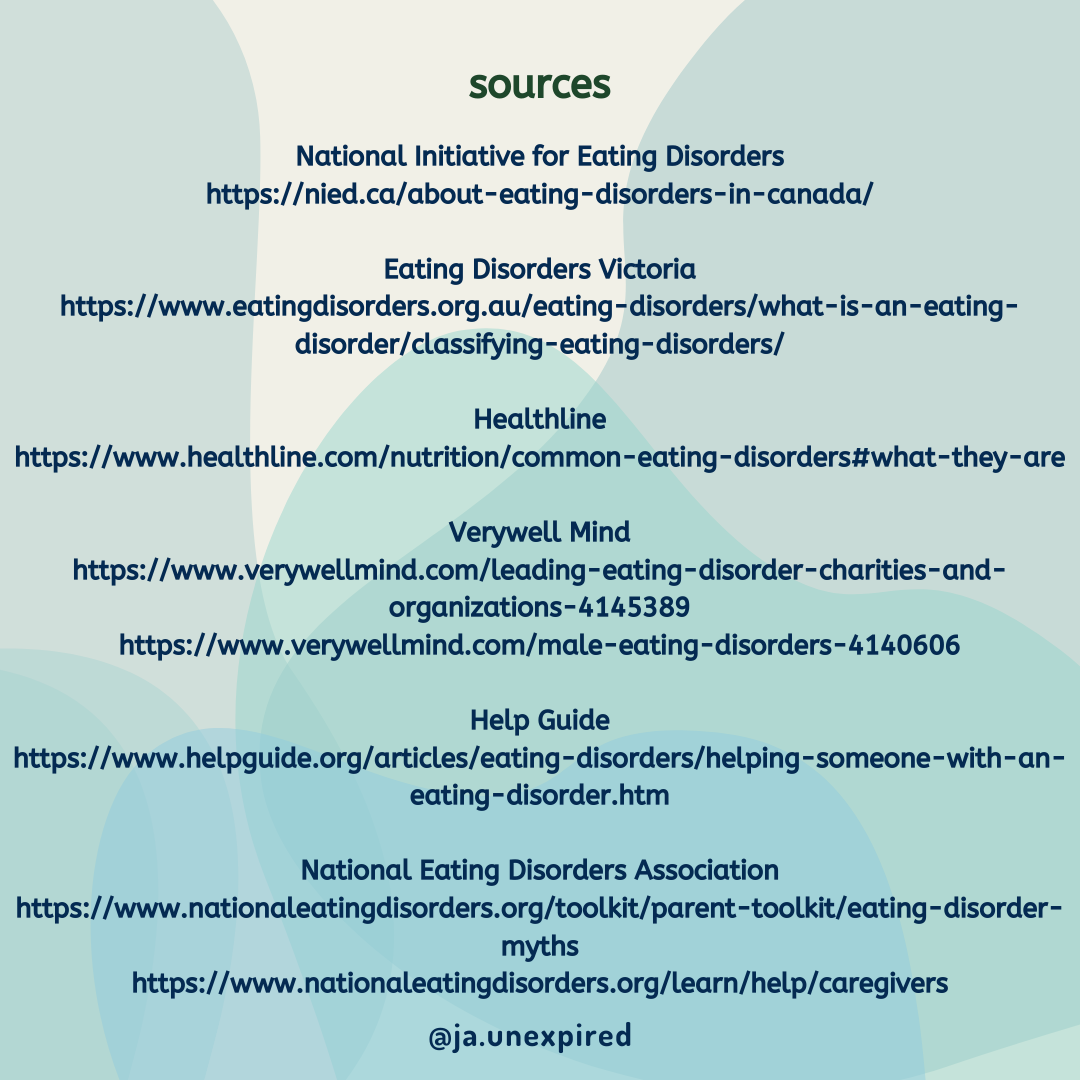 sources
National Initiative for Eating Disorders
https://nied.ca/about-eating-disorders-in-canada/
Eating Disorders Victoria
https://www.eatingdisorders.org.au/eating-disorders/what-is-an-eating-
disorder/classifying-eating-disorders/
Healthline
https://www.healthline.com/nutrition/common-eating-disorders#what-they-are
Verywell Mind
https://www.verywellmind.com/leading-eating-disorder-charities-and-
organizations-4145389
https://www.verywellmind.com/male-eating-disorders-4140606
Help Guide
https://www.helpguide.org/articles/eating-disorders/helping-someone-with-an-
eating-disorder.htm
National Eating Disorders Association
https://www.nationaleatingdisorders.org/toolkit/parent-toolkit/eating-disorder-
myths
https://www.nationaleatingdisorders.org/learn/help/caregivers
@ja.unexpired